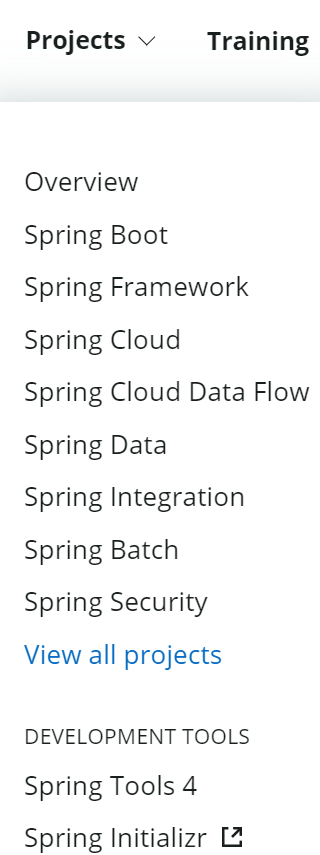 Projects Training
Overview
Spring Boot
Spring Framework
Spring Cloud
Spring Cloud Data Flow
Spring Data
Spring Integration
Spring Batch
Spring Security
View all projects
DEVELOPMENT TOOLS
Spring Tools 4
Spring Initializr